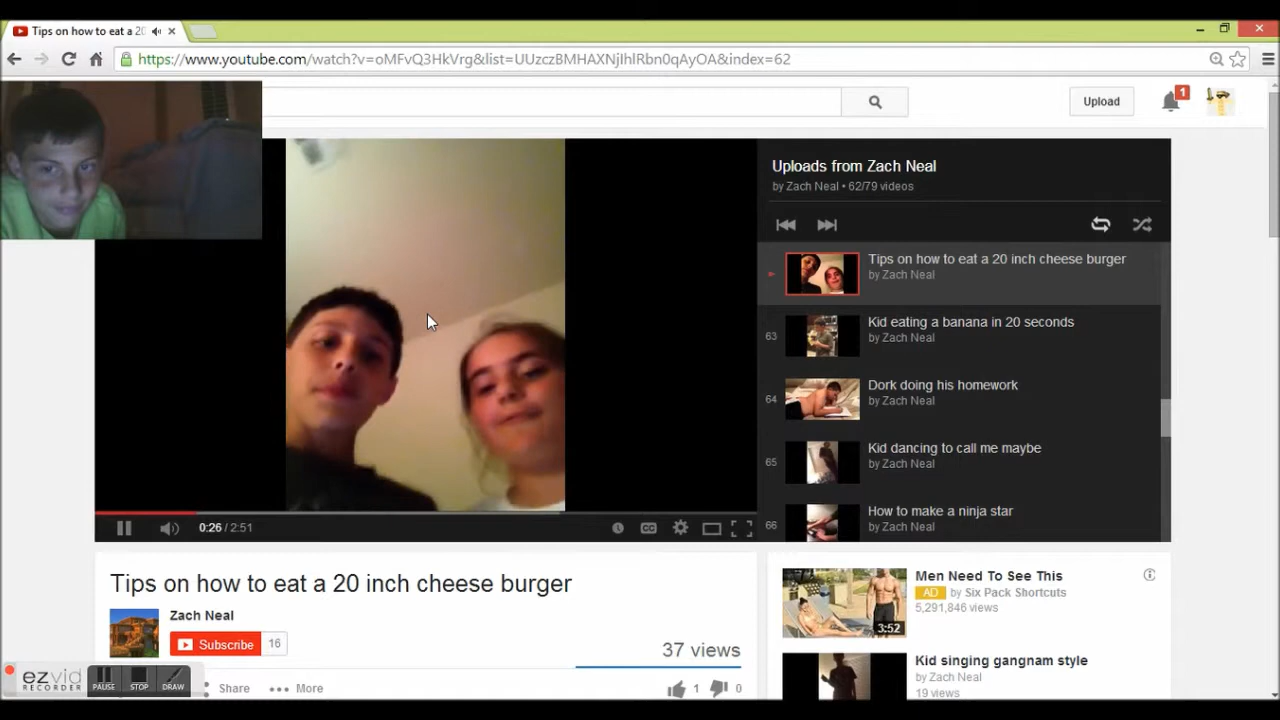 Tips on how to eat a 20
https://www.youtube.com/watch?v=oMFvQ3HkVrg&list=UUzczBMHAXNjIhlRbn0qAyOA&index=62
Upload
1
Uploads from Zach Neal
by Zach Neal • 62/79 videos
Tips on how to eat a 20 inch cheese burger
by Zach Neal
63
Kid eating a banana in 20 seconds
by Zach Neal
64
Dork doing his homework
by Zach Neal
65
Kid dancing to call me maybe
by Zach Neal
66
How to make a ninja star
by Zach Neal
0:26 / 2:51
CC
Tips on how to eat a 20 inch cheese burger
Zach Neal
Subscribe 16
37 views
Share ••• More
1 0
Men Need To See This
AD by Six Pack Shortcuts
5,291,846 views
3:52
Kid singing gangnam style
by Zach Neal
19 views
ezvid
RECORDER
PAUSE STOP DRAW